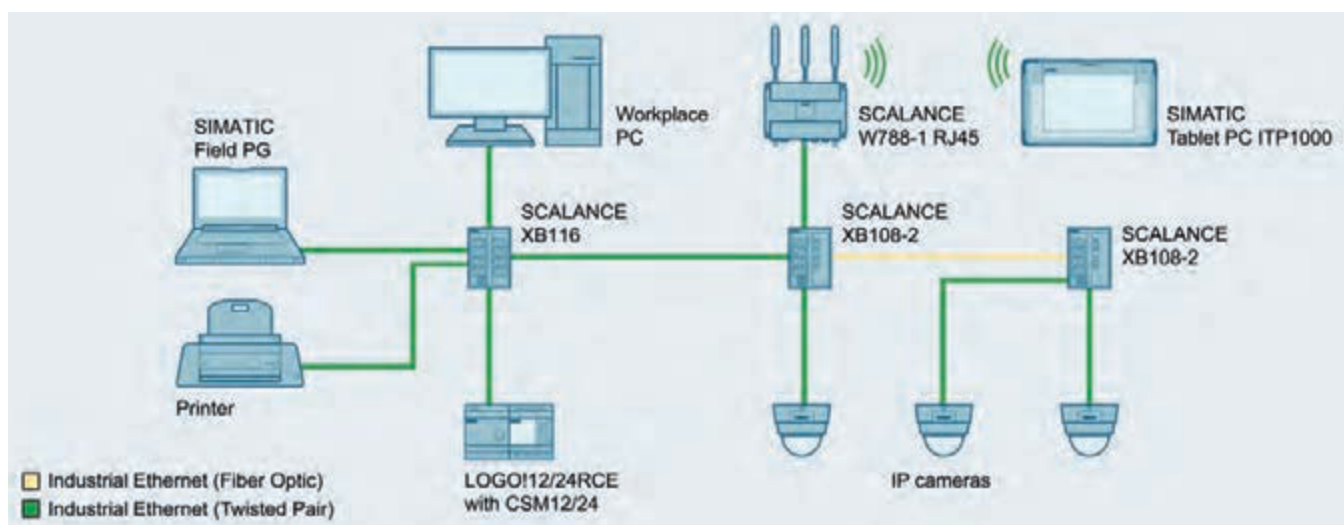 SIMATIC
Field PG
Workplace
PC
SCALANCE
W788-1 RJ45
SIMATIC
Tablet PC ITP1000
SCALANCE
XB116
SCALANCE
XB108-2
SCALANCE
XB108-2
Printer
LOGO!12/24RCE
with CSM12/24
IP cameras
Industrial Ethernet (Fiber Optic)
Industrial Ethernet (Twisted Pair)